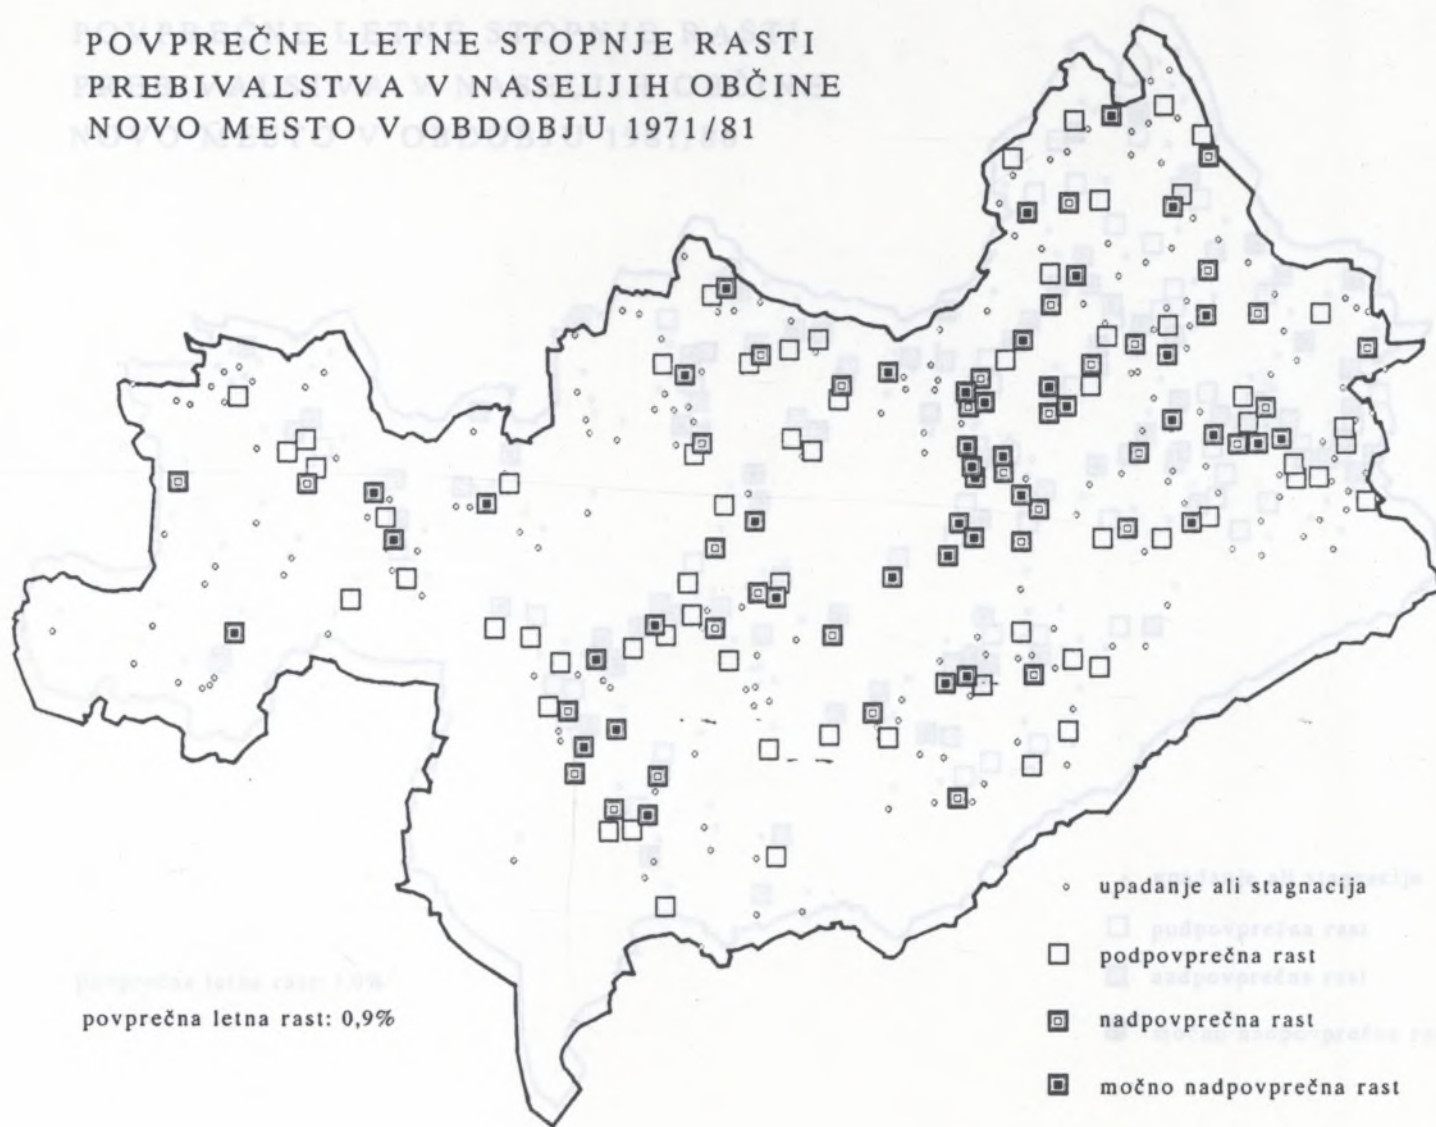 POVPREČNE LETNE STOPNJE RASTI
PREBIVALSTVA V NASELJIH OBČINE
NOVO MESTO V OBDOBJU 1971/81
upadanje ali stagnacija
podpovprečna rast
nadpovprečna rast
močno nadpovprečna rast
povprečna letna rast: 0,9%